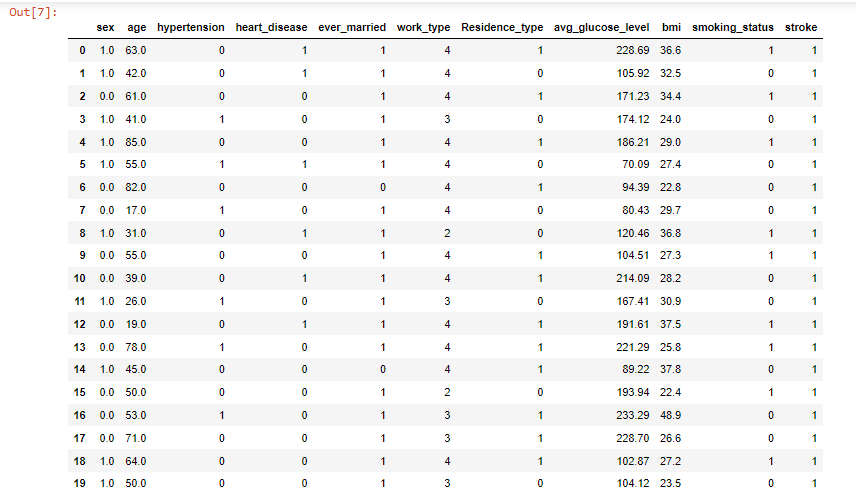 Out[7]:
sex age hypertension heart_disease ever_married work_type Residence_type avg_glucose_level bmi smoking_status stroke
0 1.0 63.0 0 1 1 4 1 228.69 36.6 1 1
1 1.0 42.0 0 1 1 4 0 105.92 32.5 0 1
2 0.0 61.0 0 0 1 4 1 171.23 34.4 1 1
3 1.0 41.0 1 0 1 3 0 174.12 24.0 0 1
4 1.0 85.0 0 0 1 4 1 186.21 29.0 1 1
5 1.0 55.0 1 1 1 4 0 70.09 27.4 0 1
6 0.0 82.0 0 0 0 4 1 94.39 22.8 0 1
7 0.0 17.0 1 0 1 4 0 80.43 29.7 0 1
8 1.0 31.0 0 1 1 2 0 120.46 36.8 1 1
9 0.0 55.0 0 0 1 4 1 104.51 27.3 1 1
10 0.0 39.0 0 1 1 4 1 214.09 28.2 0 1
11 1.0 26.0 1 0 1 3 0 167.41 30.9 0 1
12 0.0 19.0 0 1 1 4 1 191.61 37.5 1 1
13 0.0 78.0 1 0 1 4 1 221.29 25.8 1 1
14 1.0 45.0 0 0 0 4 1 89.22 37.8 0 1
15 0.0 50.0 0 0 1 2 0 193.94 22.4 1 1
16 0.0 53.0 1 0 1 3 1 233.29 48.9 0 1
17 0.0 71.0 0 0 1 3 1 228.70 26.6 0 1
18 1.0 64.0 0 0 1 4 1 102.87 27.2 1 1
19 1.0 50.0 0 0 1 3 0 104.12 23.5 0 1